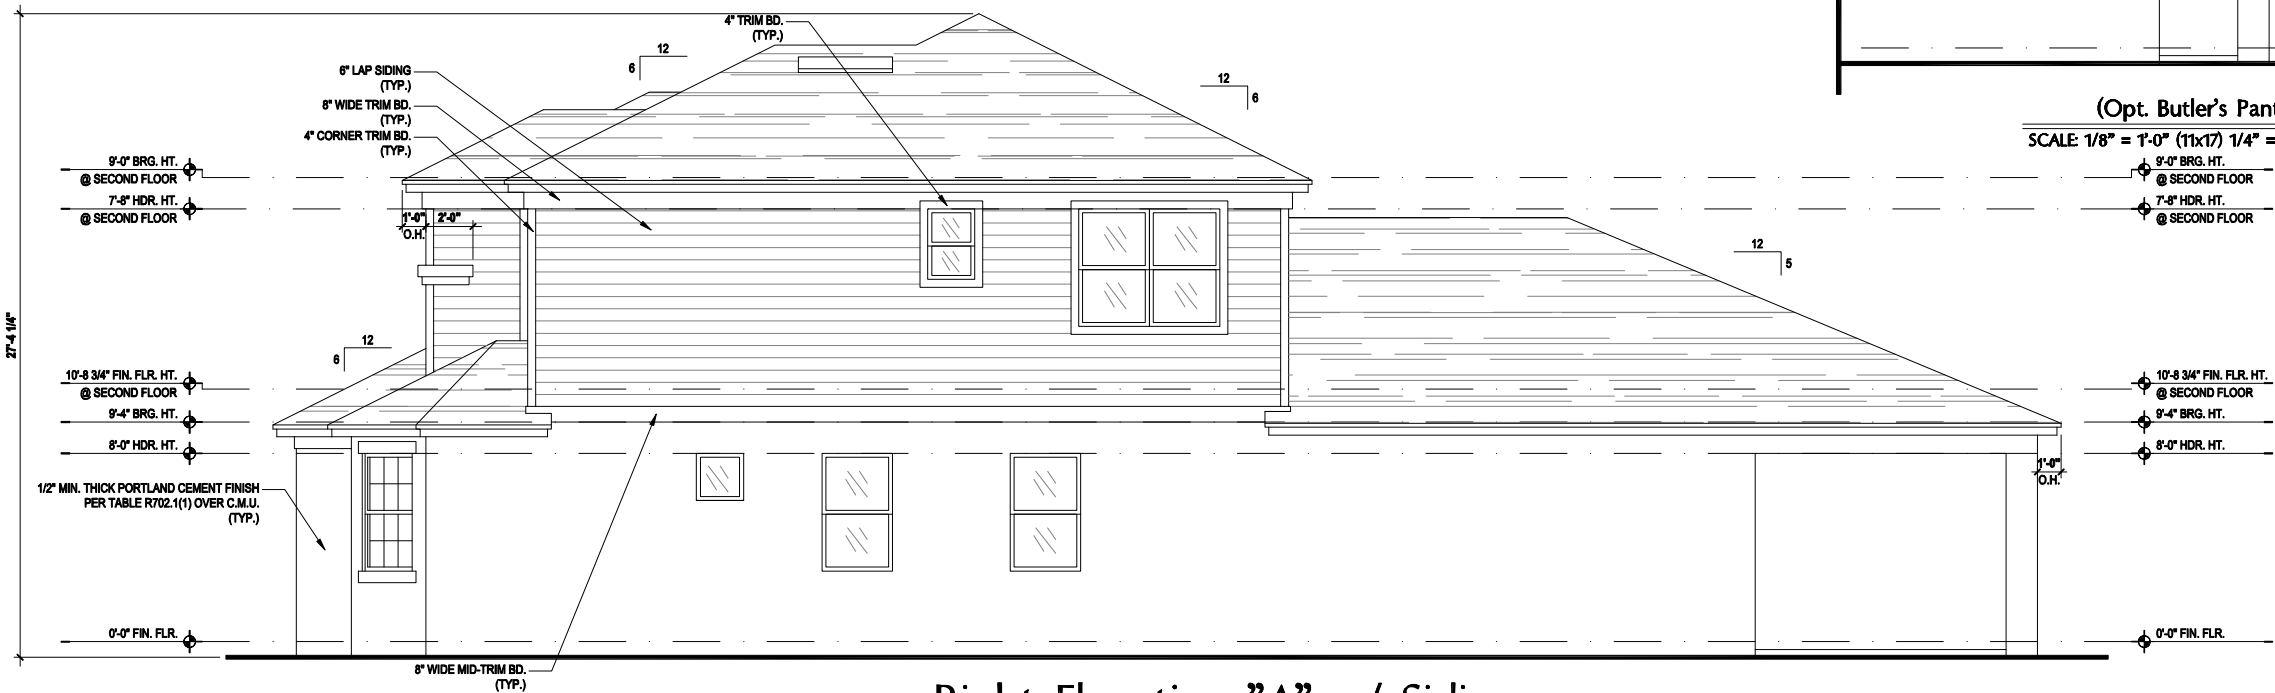 4" TRIM BD.
(TYP.)
12
6
6" LAP SIDING
(TYP.)
8" WIDE TRIM BD.
(TYP.)
4" CORNER TRIM BD.
(TYP.)
12
6
(Opt. Butler's Pant
SCALE: 1/8" = 1'-0" (11x17) 1/4" =
9'-0" BRG. HT.
@ SECOND FLOOR
7'-8" HDR. HT.
@ SECOND FLOOR
9'-0" BRG. HT.
@ SECOND FLOOR
7'-8" HDR. HT.
@ SECOND FLOOR
1'-0"
O.H.
2'-0"
12
5
27'-4 1/4"
12
6
10'-8 3/4" FIN. FLR. HT.
@ SECOND FLOOR
9'-4" BRG. HT.
8'-0" HDR. HT.
10'-8 3/4" FIN. FLR. HT.
@ SECOND FLOOR
9'-4" BRG. HT.
8'-0" HDR. HT.
1'-0"
O.H.
1/2" MIN. THICK PORTLAND CEMENT FINISH
PER TABLE R702.1(1) OVER C.M.U.
(TYP.)
0'-0" FIN. FLR.
0'-0" FIN. FLR.
8" WIDE MID-TRIM BD.
(TYP.)
Right Elevation "A" w/ Siding